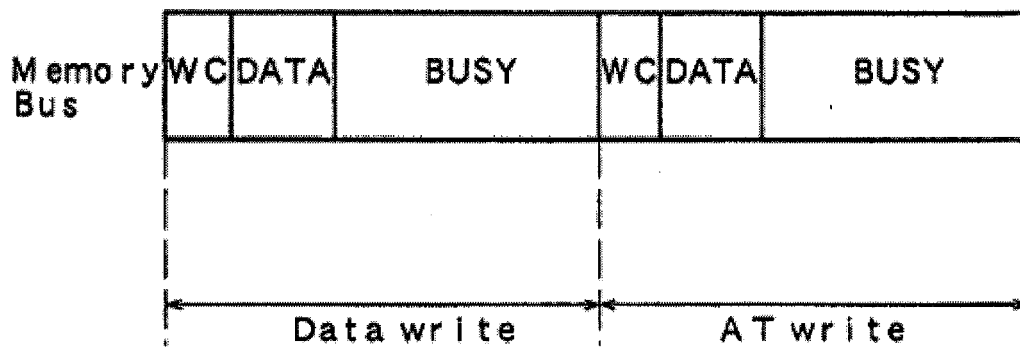 Memory Bus
WC DATA BUSY WC DATA BUSY
Data write AT write